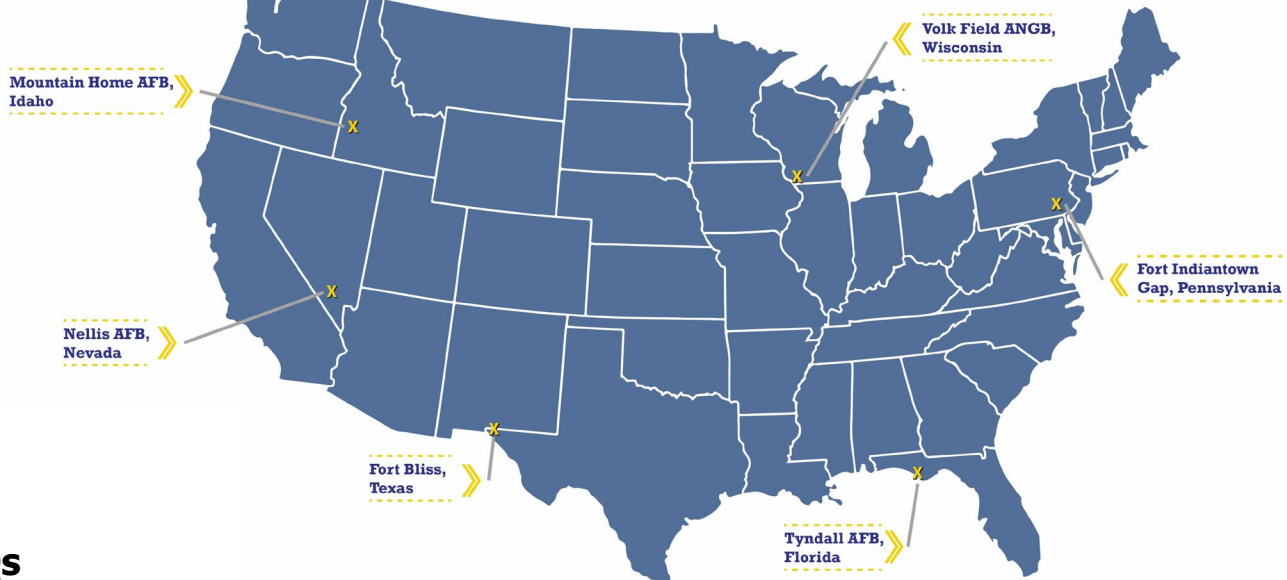 Volk Field ANGB,
Wisconsin
Mountain Home AFB,
Idaho
X
X
X
Fort Indiantown
Gap, Pennsylvania
X
Nellis AFB,
Nevada
X
Fort Bliss,
Texas
X
Tyndall AFB,
Florida